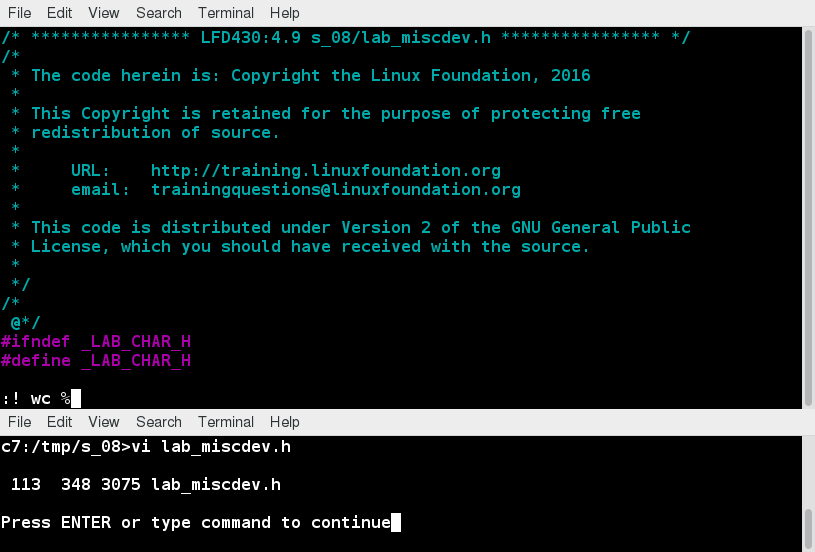 File Edit View Search Terminal Help
/* **************** LFD430:4.9 s_08/lab_miscdev.h **************** */
/*
 * The code herein is: Copyright the Linux Foundation, 2016
 *
 * This Copyright is retained for the purpose of protecting free
 * redistribution of source.
 *
 *     URL:    http://training.linuxfoundation.org
 *     email:  trainingquestions@linuxfoundation.org
 *
 * This code is distributed under Version 2 of the GNU General Public
 * License, which you should have received with the source.
 *
 */
/*
 @*/
#ifndef _LAB_CHAR_H
#define _LAB_CHAR_H
:! wc %
File Edit View Search Terminal Help
c7:/tmp/s_08>vi lab_miscdev.h
 113  348 3075 lab_miscdev.h
Press ENTER or type command to continue